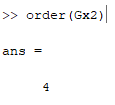 >> order(Gx2)
ans =
4